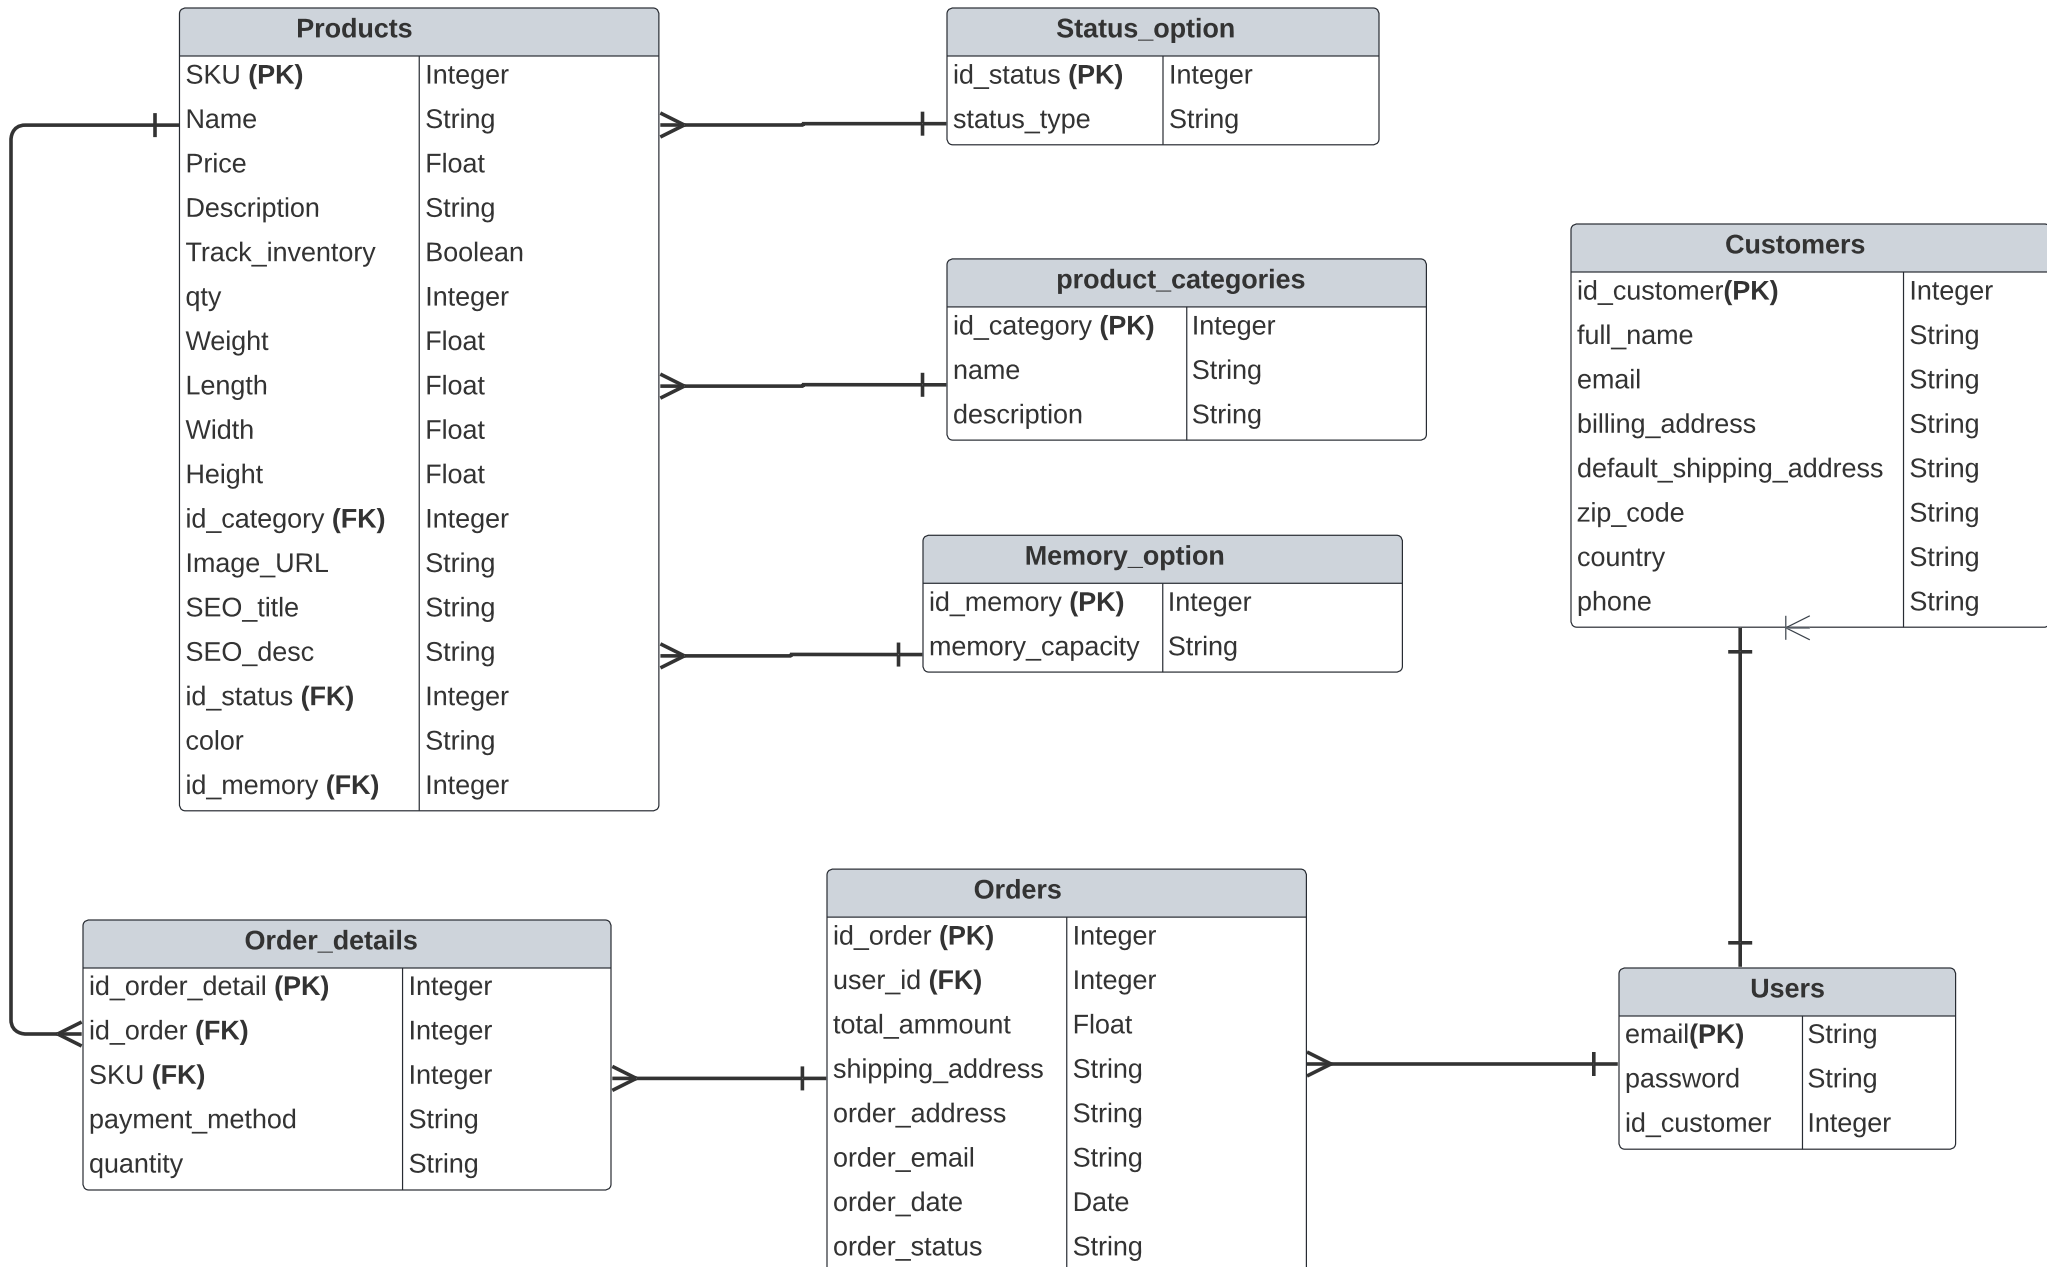 Products
SKU (PK) Integer
Name String
Price Float
Description String
Track_inventory Boolean
qty Integer
Weight Float
Length Float
Width Float
Height Float
id_category (FK) Integer
Image_URL String
SEO_title String
SEO_desc String
id_status (FK) Integer
color String
id_memory (FK) Integer
Status_option
id_status (PK) Integer
status_type String
product_categories
id_category (PK) Integer
name String
description String
Memory_option
id_memory (PK) Integer
memory_capacity String
Customers
id_customer(PK) Integer
full_name String
email String
billing_address String
default_shipping_address String
zip_code String
country String
phone String
Order_details
id_order_detail (PK) Integer
id_order (FK) Integer
SKU (FK) Integer
payment_method String
quantity String
Orders
id_order (PK) Integer
user_id (FK) Integer
total_ammount Float
shipping_address String
order_address String
order_email String
order_date Date
order_status String
Users
email(PK) String
password String
id_customer Integer